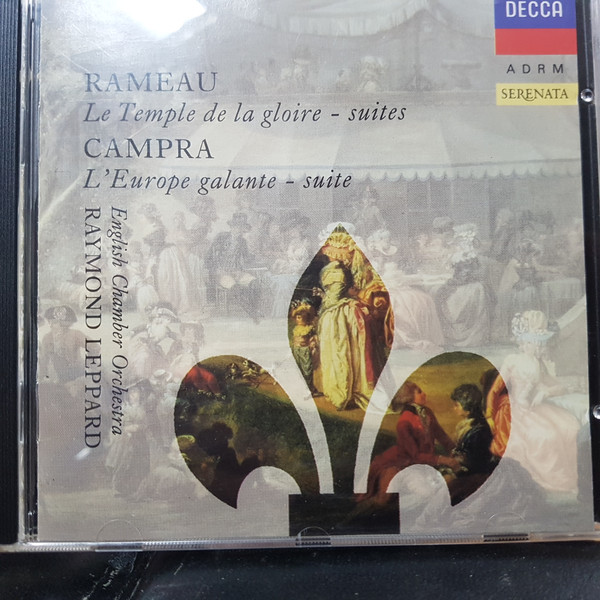 DECCA
ADRM
SERENATA
RAMEAU
Le Temple de la gloire - suites
CAMPRA
L'Europe galante - suite
English Chamber Orchestra
RAYMOND LEPPARD